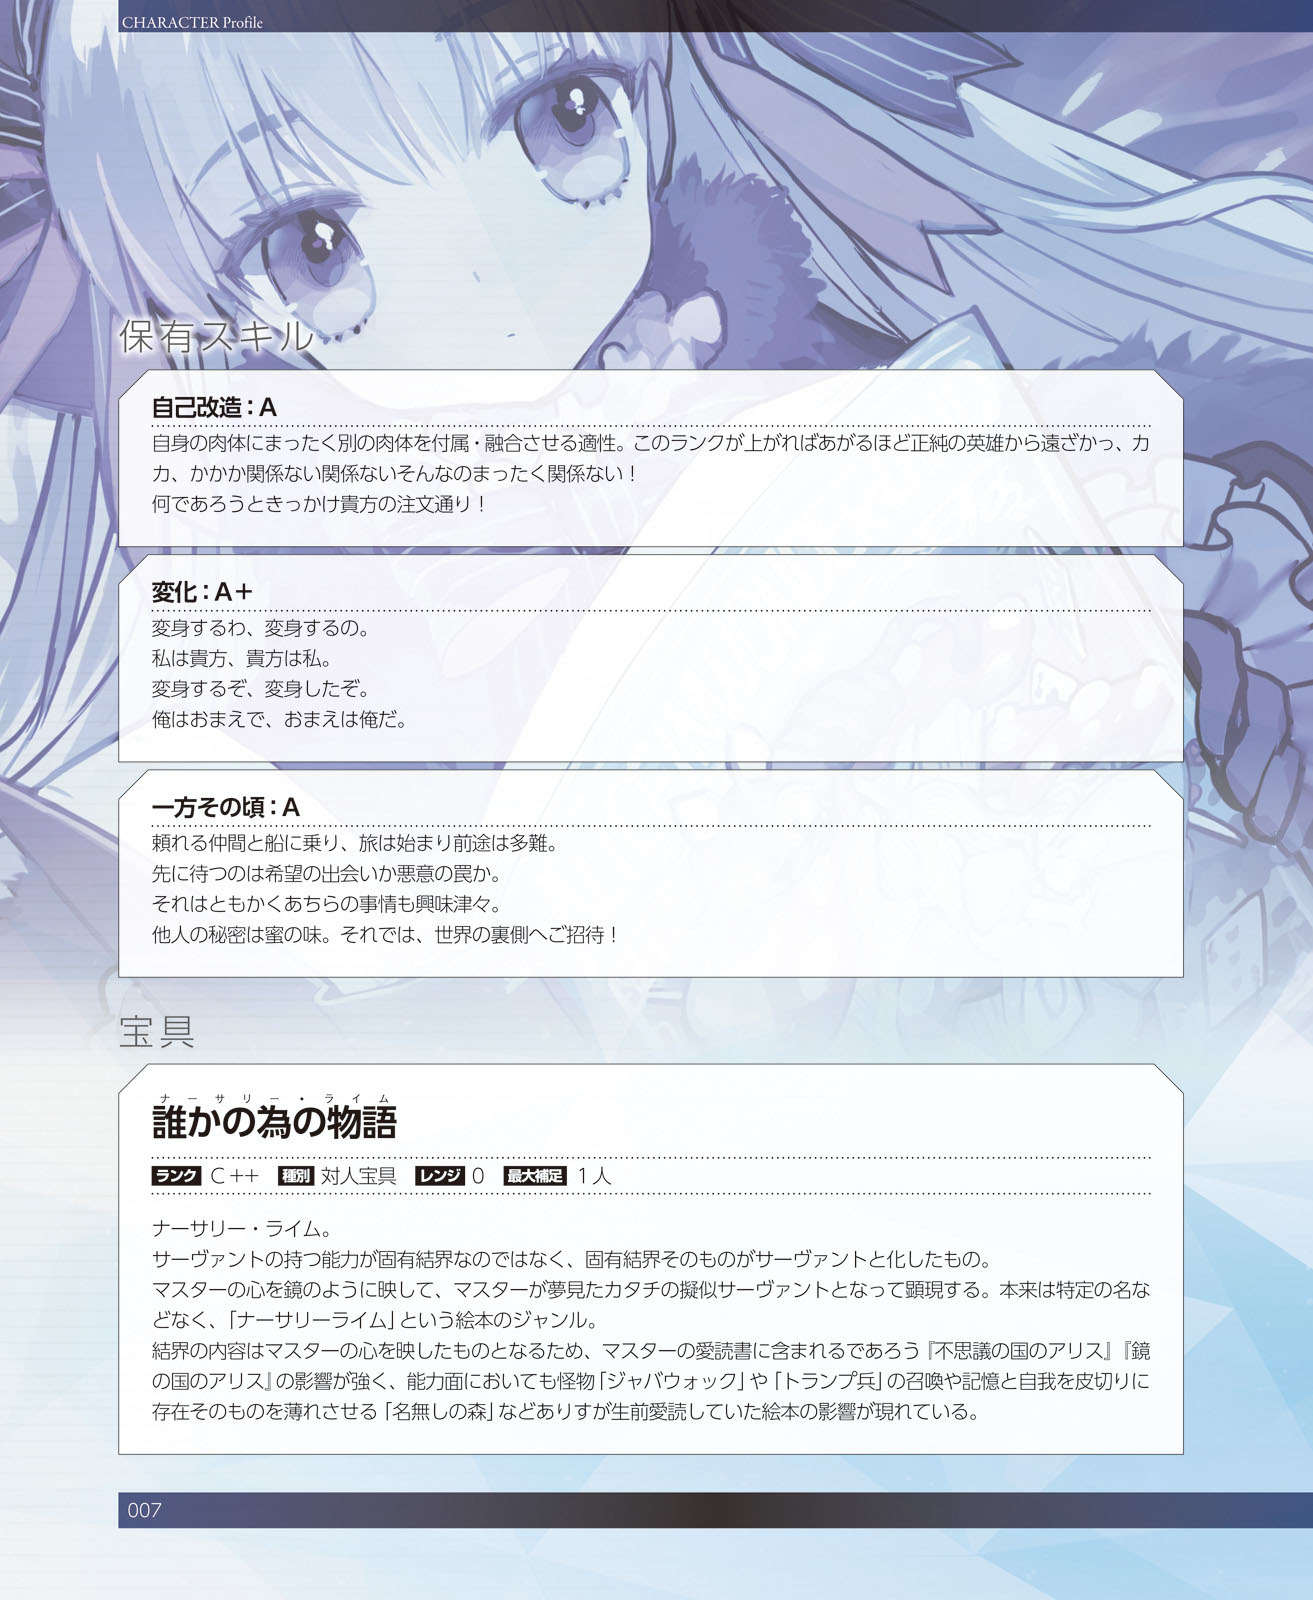 CHARACTER Profile
保有スキル
自己改造：A
自身の肉体にまったく別の肉体を付属・融合させる適性。このランクが上がればあがるほど正純の英雄から遠ざかっ、カ
カ、かかか関係ない関係ないそんなのまったく関係ない！
何であろうときっかけ貴方の注文通り！
変化：A＋
変身するわ、変身するの。
私は貴方、貴方は私。
変身するぞ、変身したぞ。
俺はおまえで、おまえは俺だ。
一方その頃：A
頼れる仲間と船に乗り、旅は始まり前途は多難。
先に待つのは希望の出会いか悪意の罠か。
それはともかくあちらの事情も興味津々。
他人の秘密は蜜の味。それでは、世界の裏側へご招待！
宝具
ナーサリー・ライム
誰かの為の物語
ランク C++ 種別 対人宝具 レンジ 0 最大補足 1人
ナーサリー・ライム。
サーヴァントの持つ能力が固有結界なのではなく、固有結界そのものがサーヴァントと化したもの。
マスターの心を鏡のように映して、マスターが夢見たカタチの擬似サーヴァントとなって顕現する。本来は特定の名な
どなく、「ナーサリーライム」という絵本のジャンル。
結界の内容はマスターの心を映したものとなるため、マスターの愛読書に含まれるであろう『不思議の国のアリス』『鏡
の国のアリス』の影響が強く、能力面においても怪物「ジャバウォック」や「トランプ兵」の召喚や記憶と自我を皮切りに
存在そのものを薄れさせる「名無しの森」などありすが生前愛読していた絵本の影響が現れている。
007